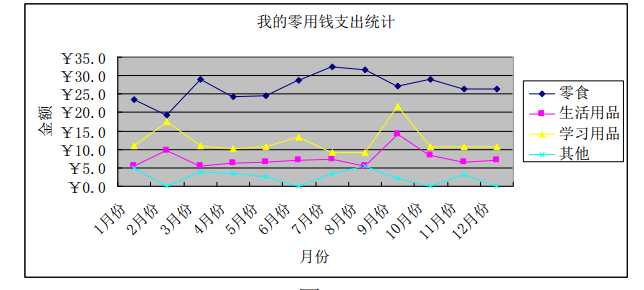 我的零用钱支出统计
￥35.0
￥30.0
￥25.0
￥20.0
￥15.0
￥10.0
￥5.0
￥0.0
金额
1月份
2月份
3月份
4月份
5月份
6月份
7月份
8月份
9月份
10月份
11月份
12月份
月份
零食
生活用品
学习用品
其他